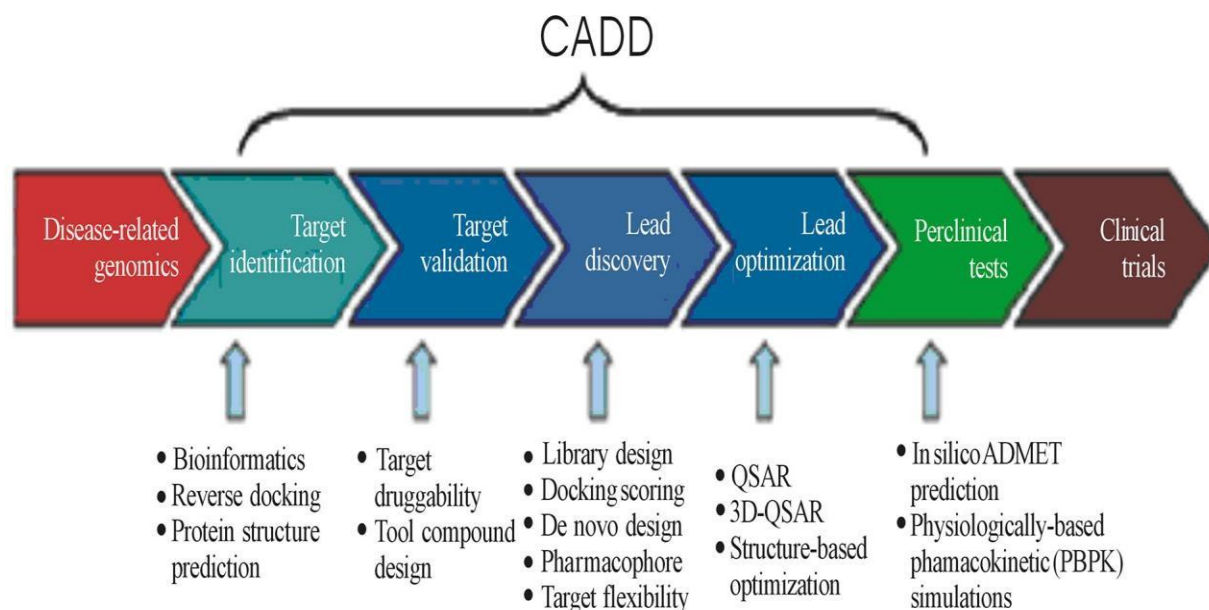 CADD
Disease-related
genomics
Target
identification
Target
validation
Lead
discovery
Lead
optimization
Perclinical
tests
Clinical
trials
• Bioinformatics
• Reverse docking
• Protein structure
prediction
• Target
druggability
• Tool compound
design
• Library design
• Docking scoring
• De novo design
• Pharmacophore
• Target flexibility
• QSAR
• 3D-QSAR
• Structure-based
optimization
• In silico ADMET
prediction
• Physiologically-based
phamacokinetic (PBPK)
simulations